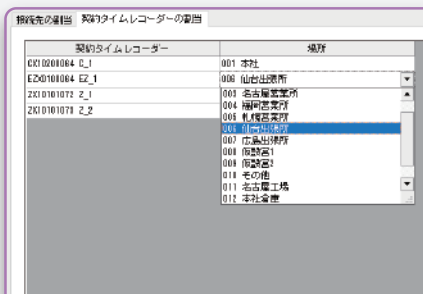 接続先の割当 契約タイムレコーダーの割当
契約タイムレコーダー 場所
CX10200064 C_1 001 本社
EZX0100064 EZ_1 006 仙台出張所
ZX10101072 Z_1 003 名古屋営業所
004 福岡営業所
ZX10101073 Z_2 005 札幌営業所
006 仙台出張所
007 広島出張所
008 仮設宮1
009 仮設宮2
010 その他
011 名古屋工場
012 本社倉庫